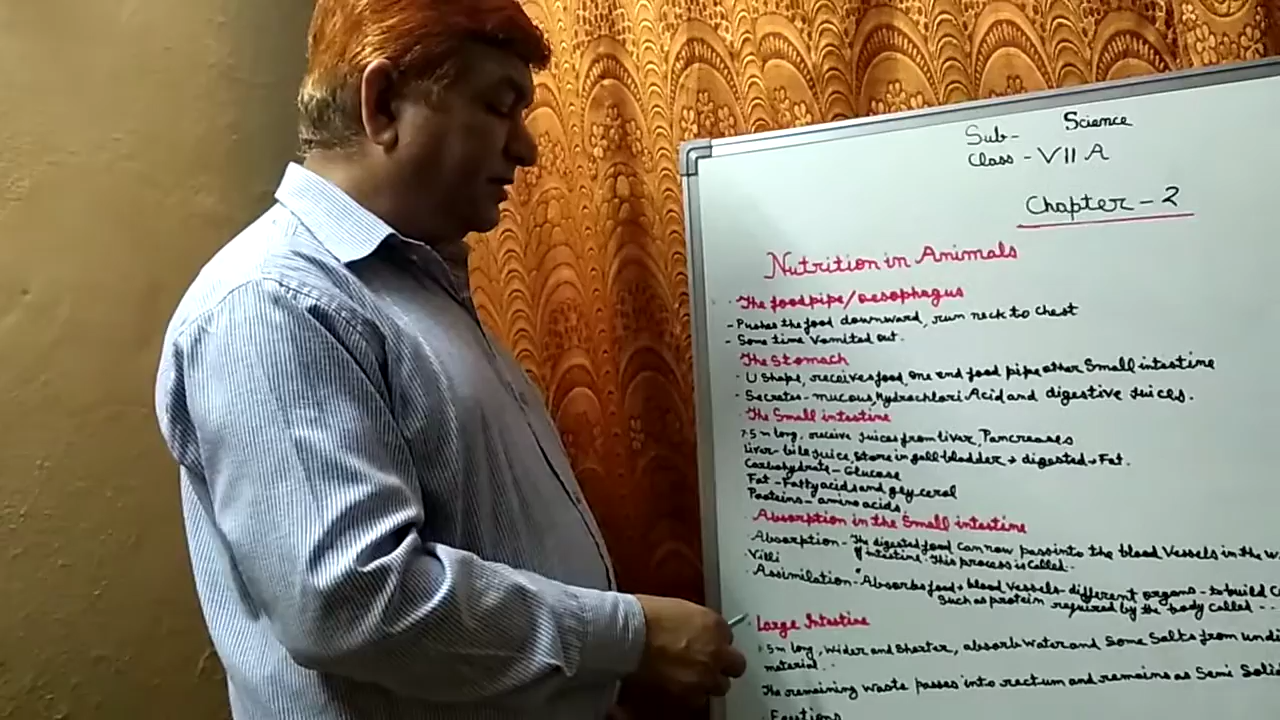 Sub- Science
Class - VII A
Chapter - 2
Nutrition in Animals
· The foodpipe/oesophagus
- Pushes the food downward, run neck to chest
- Some time Vomited out.
The Stomach
· U Shape, receives food, one end food pipe other Small intestine
· Secretes - mucous, Hydrochlori Acid and digestive juices.
· The Small intestine
7.5 m long, receive juices from liver, Pancreases
Liver - bile juice, store in gall-bladder → digested → Fat.
Carbohydrate - Glucose
Fat - Fatty acids and glycerol
Proteins - amino acids.
· Absorption in the Small intestine
Absorption - The digested food can now pass into the blood Vessels in the
· Villi of intestine. This process is called..
· Assimilation - Absorbs food → blood Vessels - different organs - to build
Such as protein required by the body called - - .
· Large Intestine
1.5 m long, wider and Shorter, absorb water and Some Salts from
material..
The remaining waste passes into rectum and remains as Semi